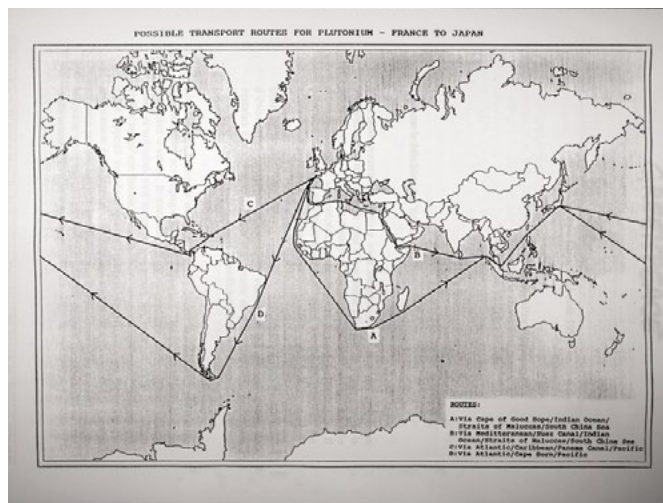 POSSIBLE TRANSPORT ROUTES FOR PLUTONIUM - FRANCE TO JAPAN
C
B
D
A
ROUTES:
A:Via Cape of Good Hope/Indian Ocean/
Straits of Maluccas/South China Sea
B:Via Mediterranean/Suez Canal/Indian
Ocean/Straits of Maluccas/South China Sea
C:Via Atlantic/Caribbean/Panama Canal/Pacific
D:Via Atlantic/Cape Horn/Pacific